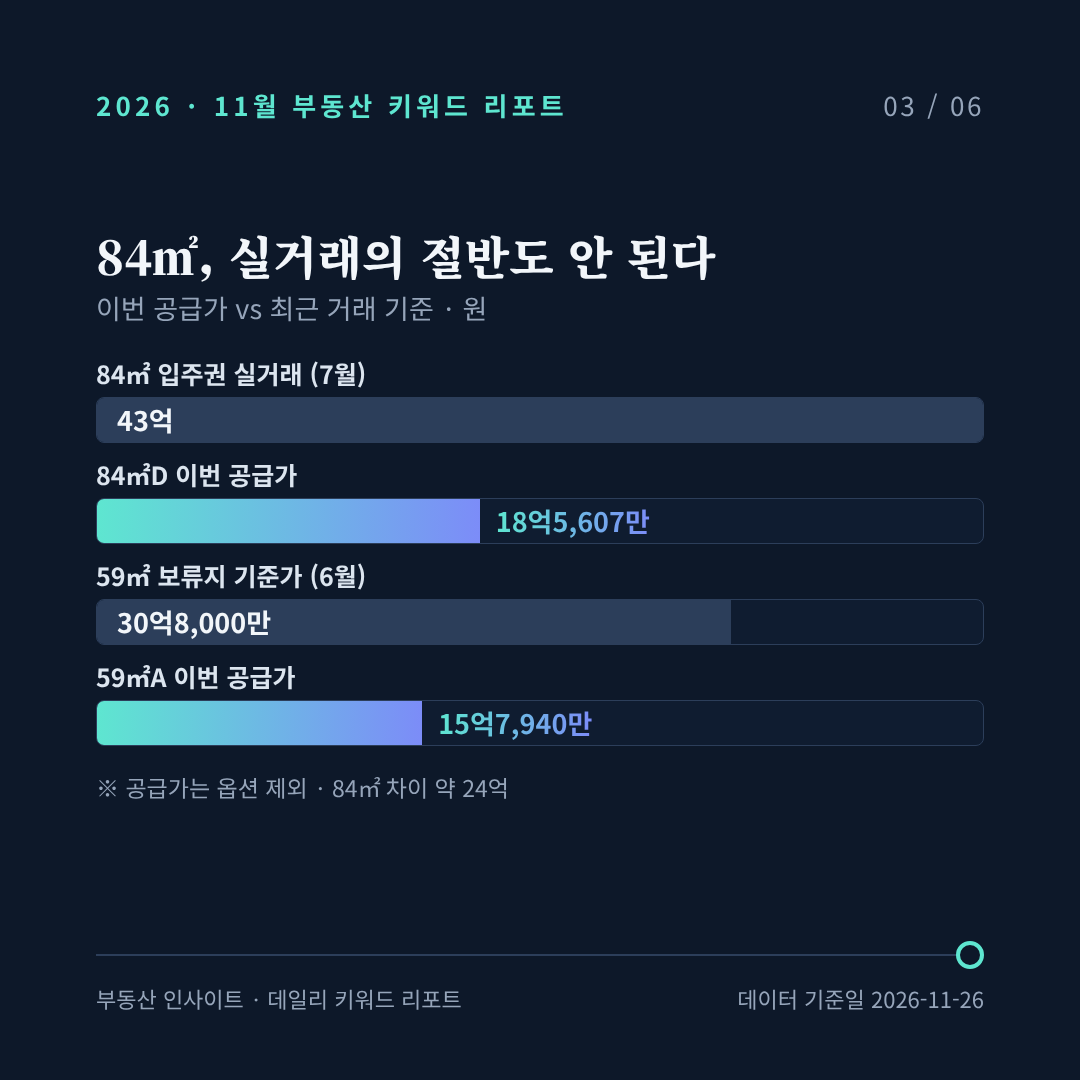 2026 · 11월 부동산 키워드 리포트
03 / 06
84㎡, 실거래의 절반도 안 된다
이번 공급가 vs 최근 거래 기준 · 원
84㎡ 입주권 실거래 (7월)
43억
84㎡D 이번 공급가
18억5,607만
59㎡ 보류지 기준가 (6월)
30억8,000만
59㎡A 이번 공급가
15억7,940만
※ 공급가는 옵션 제외 · 84㎡ 차이 약 24억
부동산 인사이트 · 데일리 키워드 리포트
데이터 기준일 2026-11-26